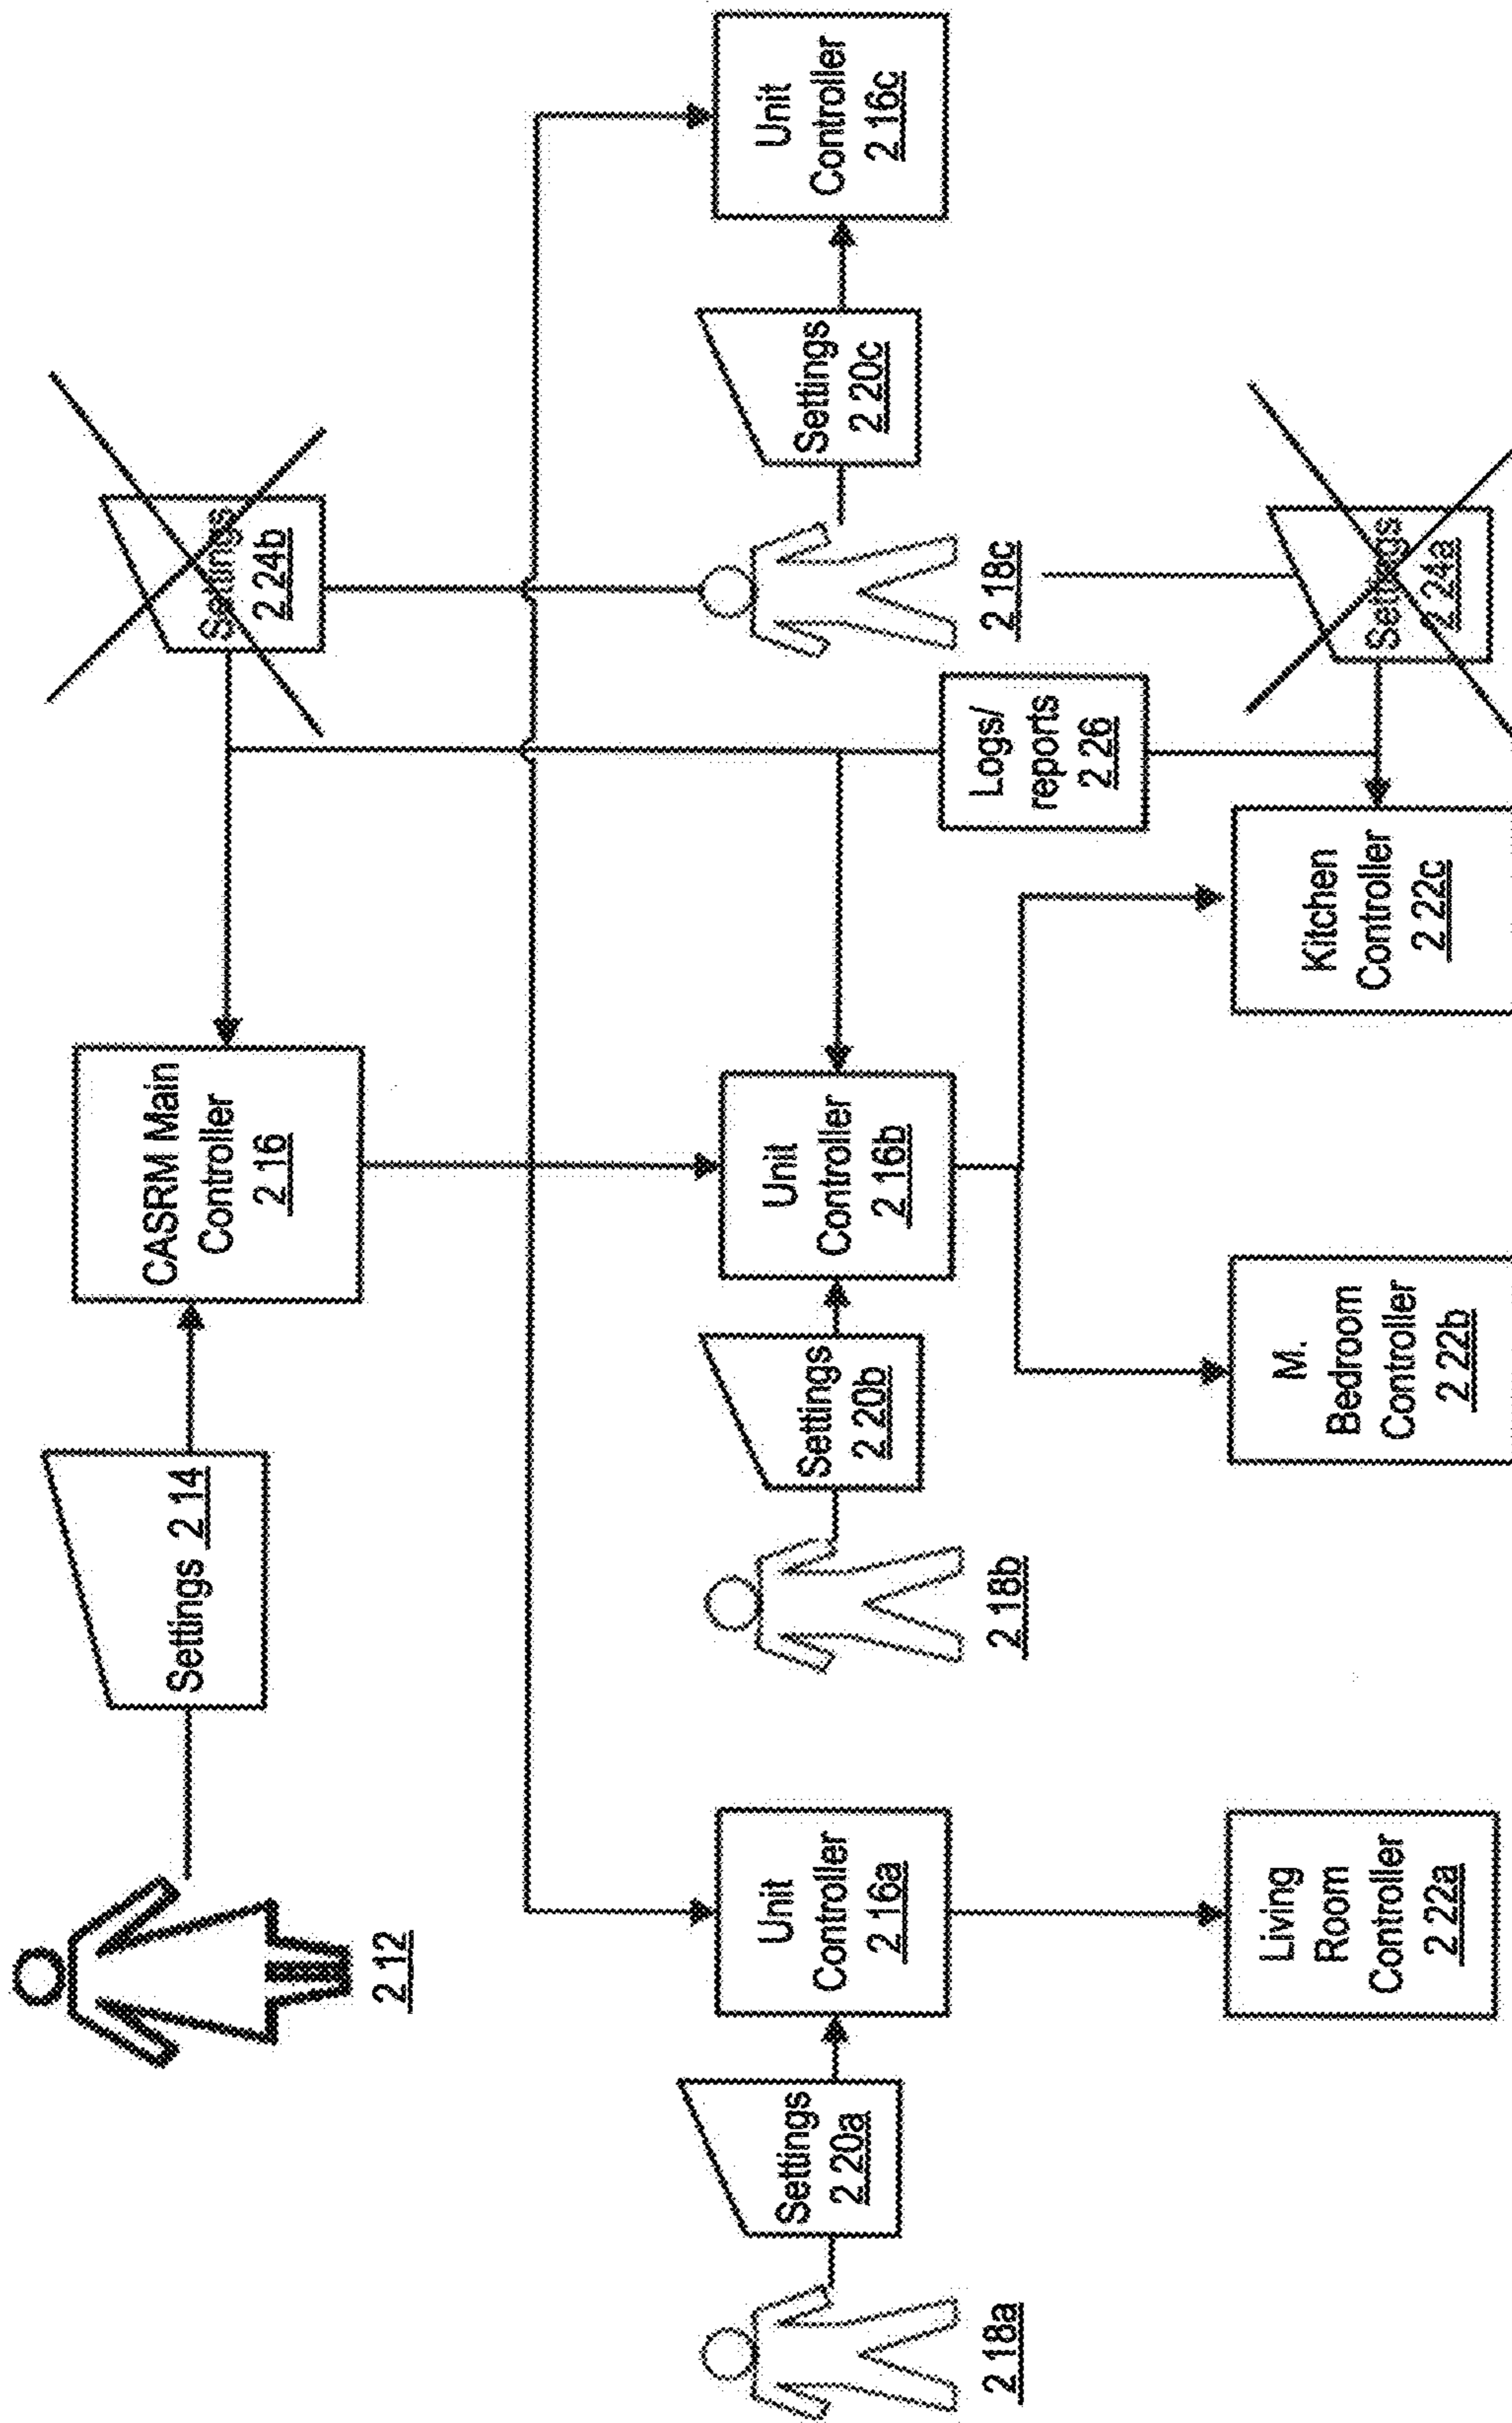 2 12
Settings 2 14
CASRM Main
Controller
2 16
Settings
2 24b
2 18a
Settings
2 20a
Unit
Controller
2 16a
2 18b
Settings
2 20b
Unit
Controller
2 16b
Logs/
reports
2 26
2 18c
Settings
2 20c
Unit
Controller
2 16c
Living
Room
Controller
2 22a
M.
Bedroom
Controller
2 22b
Kitchen
Controller
2 22c
Settings
2 24a